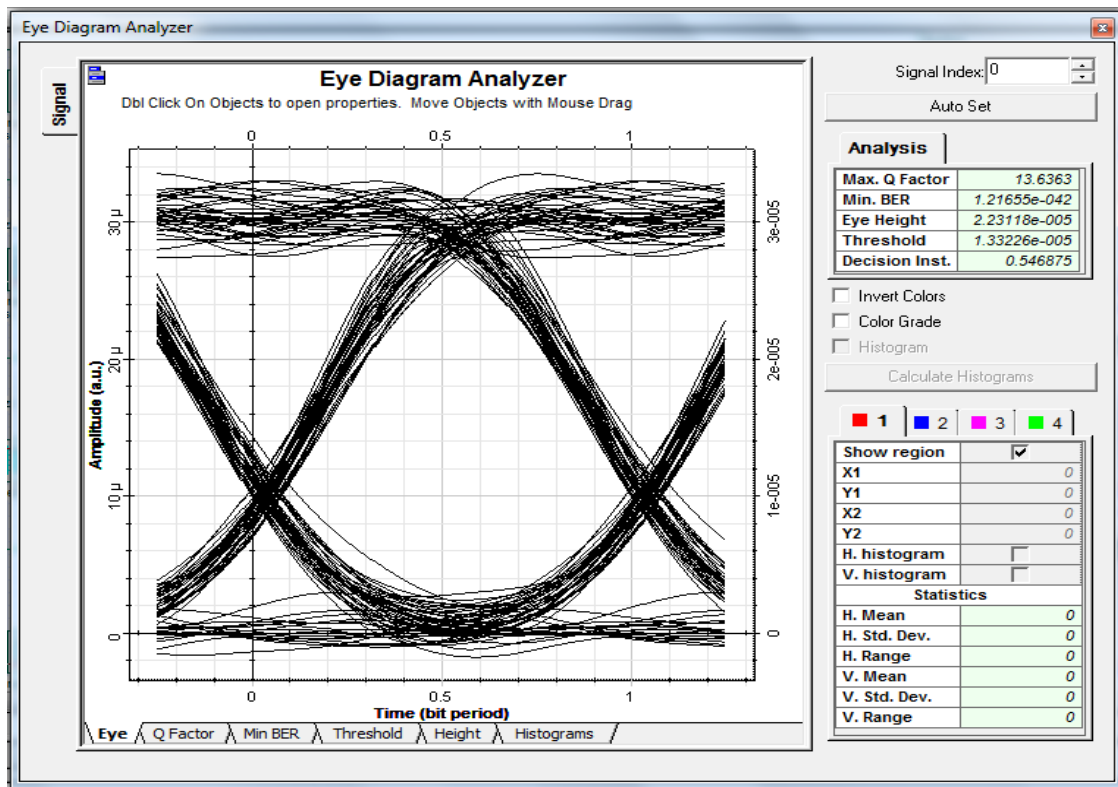 Eye Diagram Analyzer
Signal
Eye Diagram Analyzer
Dbl Click On Objects to open properties. Move Objects with Mouse Drag
0 0.5 1
30 µ 3e-005
20 µ 2e-005
10 µ 1e-005
0 0
Amplitude (a.u.)
0 0.5 1
Time (bit period)
Eye Q Factor Min BER Threshold Height Histograms
Signal Index: 0
Auto Set
Analysis
Max. Q Factor 13.6363
Min. BER 1.21655e-042
Eye Height 2.23118e-005
Threshold 1.33226e-005
Decision Inst. 0.546875
Invert Colors
Color Grade
Histogram
Calculate Histograms
1 2 3 4
Show region
X1 0
Y1 0
X2 0
Y2 0
H. histogram
V. histogram
Statistics
H. Mean 0
H. Std. Dev. 0
H. Range 0
V. Mean 0
V. Std. Dev. 0
V. Range 0